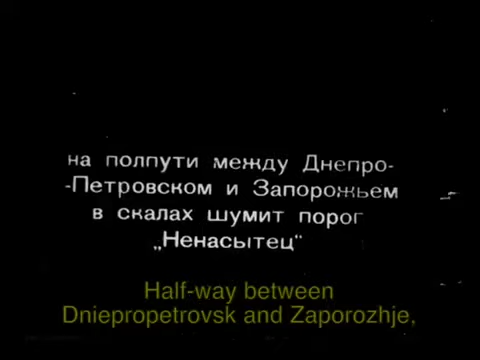 на полпути между Днепро-
-Петровском и Запорожьем
в скалах шумит порог
„Ненасытец“
Half-way between
Dniepropetrovsk and Zaporozhje,